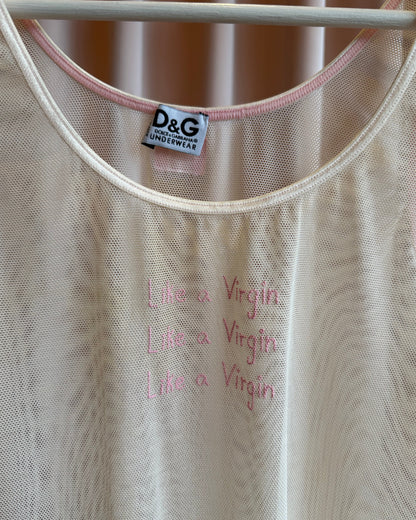 D&G
DOLCE & GABBANA®
UNDERWEAR
Like a Virgin
Like a Virgin
Like a Virgin